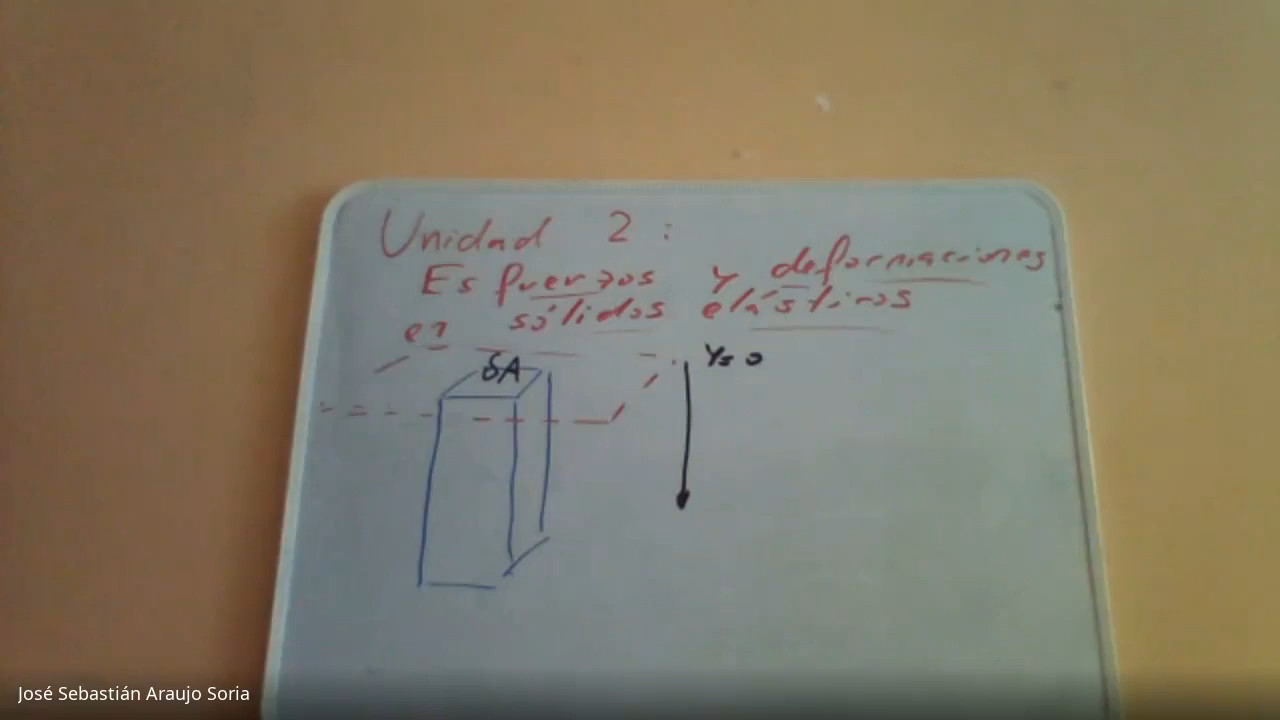 Unidad 2:
Esfuerzos y deformaciones
en sólidos elásticos
δA
Y=0
José Sebastián Araujo Soria